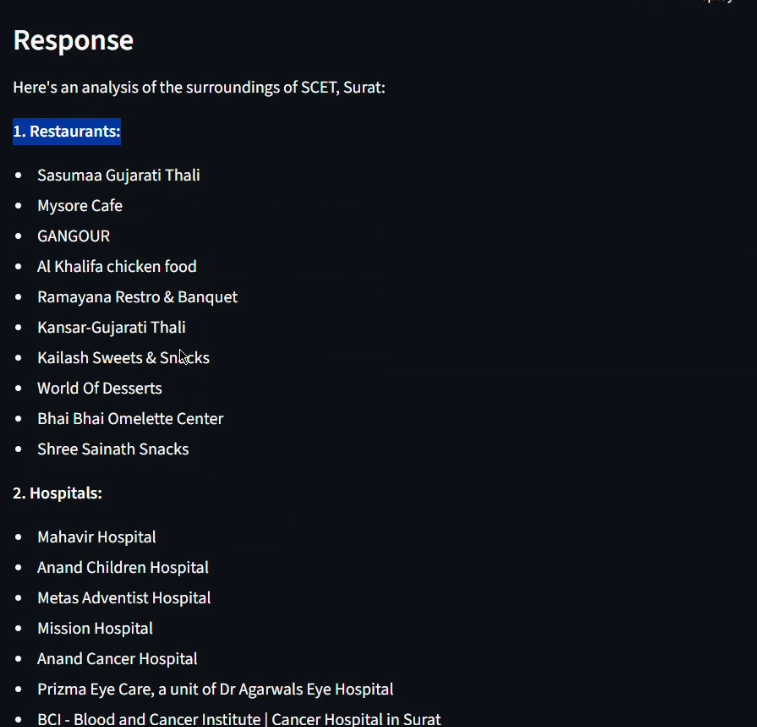 Response
Here's an analysis of the surroundings of SCET, Surat:
1. Restaurants:
• Sasumaa Gujarati Thali
• Mysore Cafe
• GANGOUR
• Al Khalifa chicken food
• Ramayana Restro & Banquet
• Kansar-Gujarati Thali
• Kailash Sweets & Snacks
• World Of Desserts
• Bhai Bhai Omelette Center
• Shree Sainath Snacks
2. Hospitals:
• Mahavir Hospital
• Anand Children Hospital
• Metas Adventist Hospital
• Mission Hospital
• Anand Cancer Hospital
• Prizma Eye Care, a unit of Dr Agarwals Eye Hospital
• BCI - Blood and Cancer Institute | Cancer Hospital in Surat